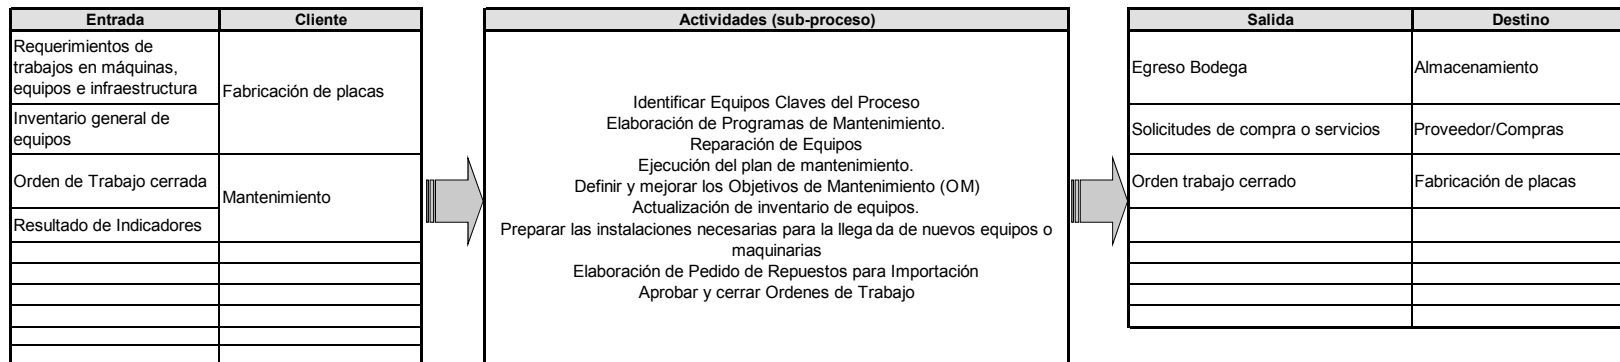 Entrada
Cliente
Requerimientos de
trabajos en máquinas,
equipos e infraestructura
Fabricación de placas
Inventario general de
equipos
Orden de Trabajo cerrada
Mantenimiento
Resultado de Indicadores
Actividades (sub-proceso)
Identificar Equipos Claves del Proceso
Elaboración de Programas de Mantenimiento.
Reparación de Equipos
Ejecución del plan de mantenimiento.
Definir y mejorar los Objetivos de Mantenimiento (OM)
Actualización de inventario de equipos.
Preparar las instalaciones necesarias para la llegada de nuevos equipos o
maquinarias
Elaboración de Pedido de Repuestos para Importación
Aprobar y cerrar Ordenes de Trabajo
Salida
Destino
Egreso Bodega
Almacenamiento
Solicitudes de compra o servicios
Proveedor/Compras
Orden trabajo cerrado
Fabricación de placas